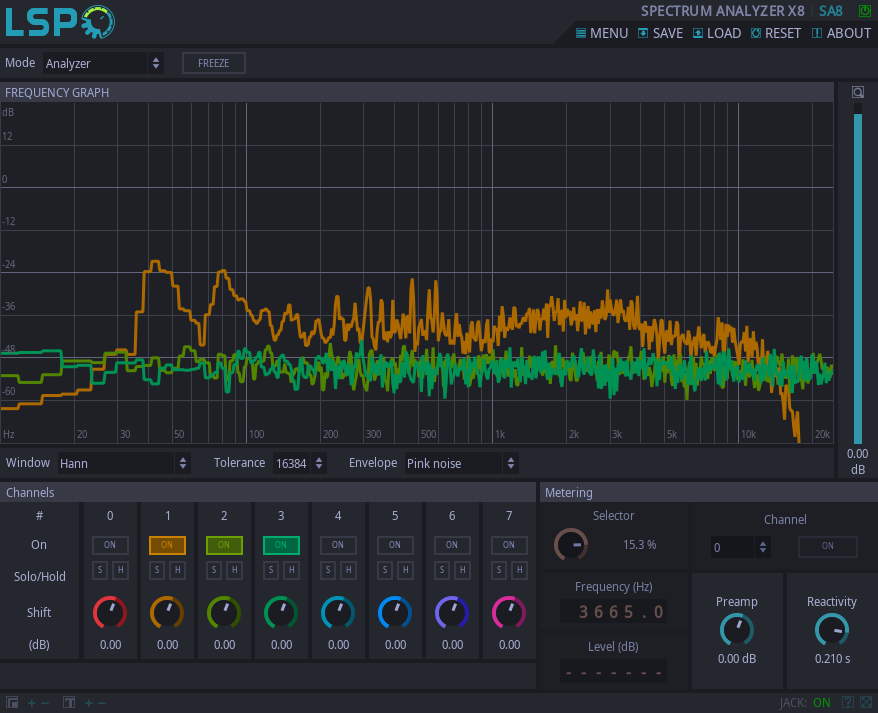 LSP
SPECTRUM ANALYZER X8 SA8
MENU SAVE LOAD RESET ABOUT
Mode Analyzer FREEZE
FREQUENCY GRAPH
dB
12
0
-12
-24
-36
-48
-60
Hz 20 30 50 100 200 300 500 1k 2k 3k 5k 10k 20k
0.00
dB
Window Hann Tolerance 16384 Envelope Pink noise
Channels
# 0 1 2 3 4 5 6 7
On ON ON ON ON ON ON ON ON
Solo/Hold S H S H S H S H S H S H S H S H
Shift
(dB) 0.00 0.00 0.00 0.00 0.00 0.00 0.00 0.00
Metering
Selector
15.3 %
Channel
0 ON
Frequency (Hz)
3665.0
Level (dB)
-------
Preamp
0.00 dB
Reactivity
0.210 s
+ - T + - JACK: ON ?